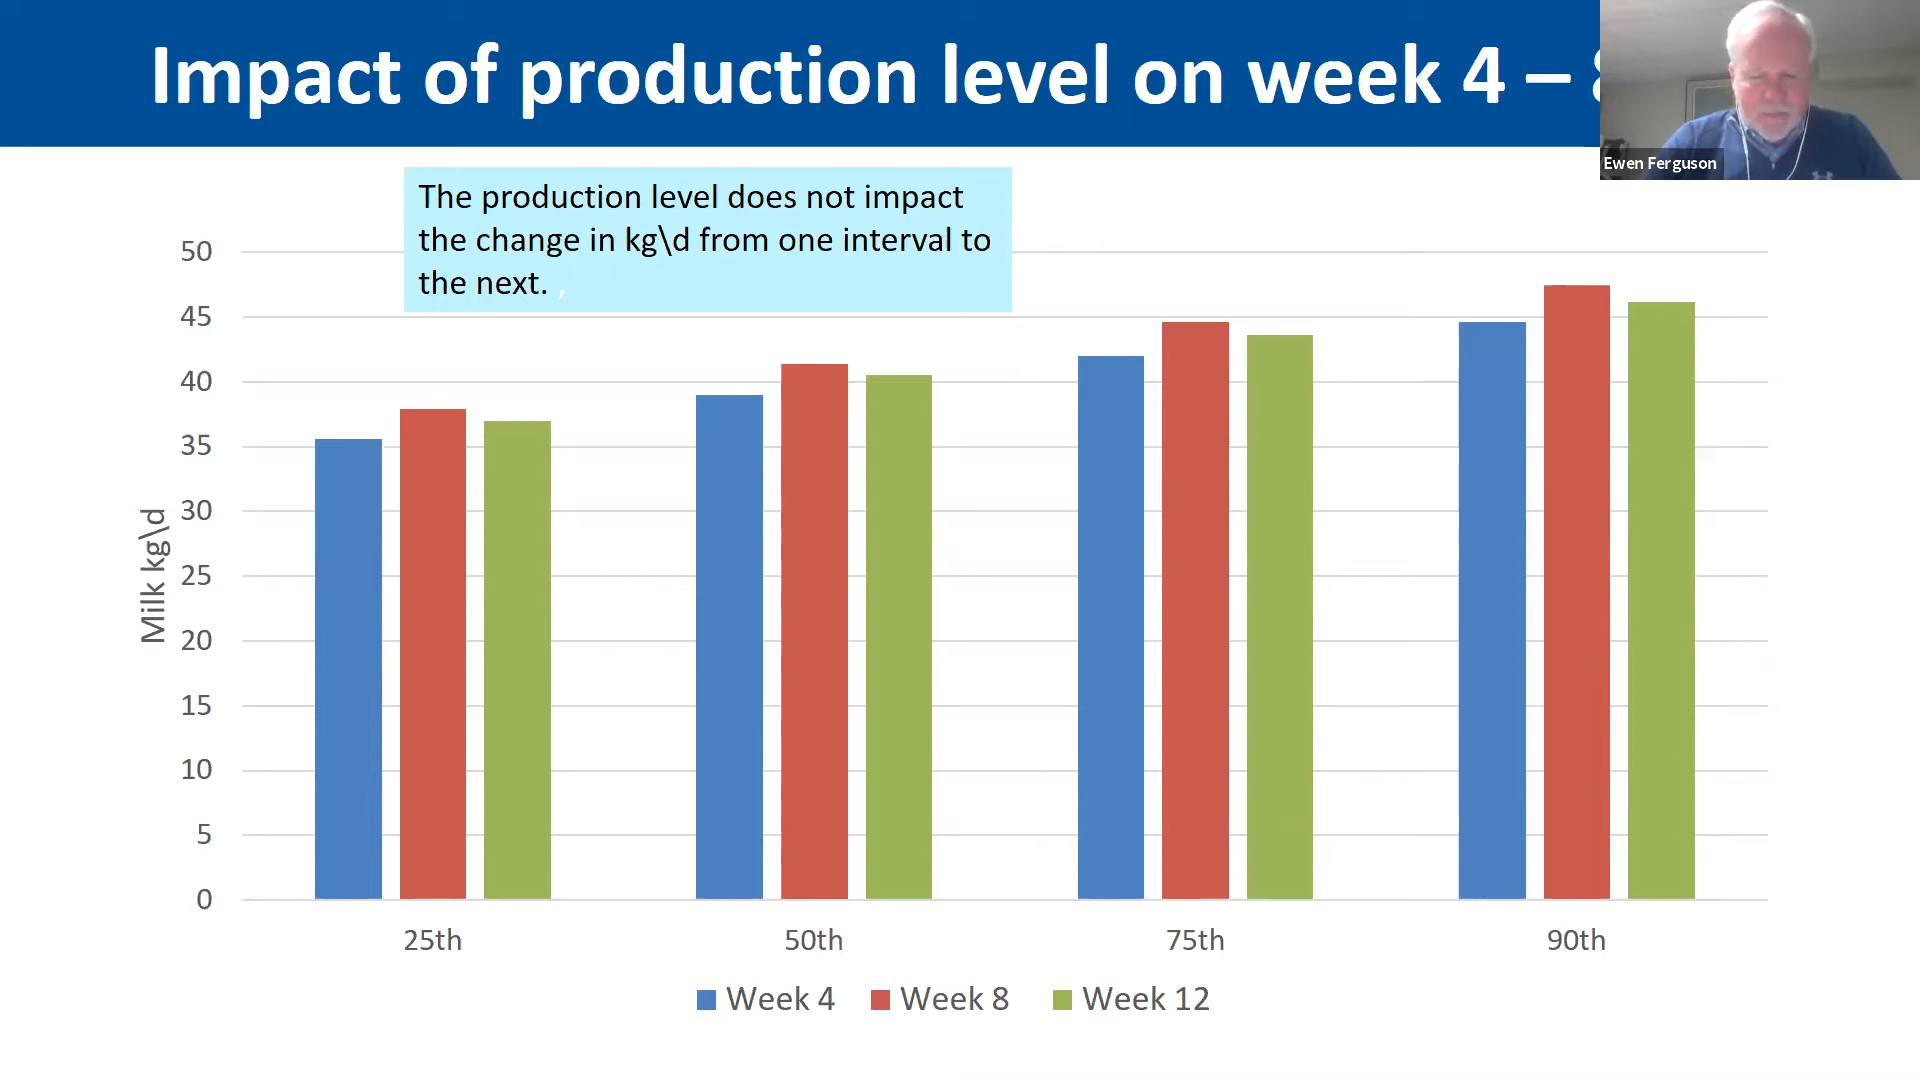 Impact of production level on week 4 –
Ewen Ferguson
The production level does not impact
the change in kg\d from one interval to
the next. ,
50
45
40
35
30
25
20
15
10
5
0
Milk kg\d
25th 50th 75th 90th
Week 4 Week 8 Week 12